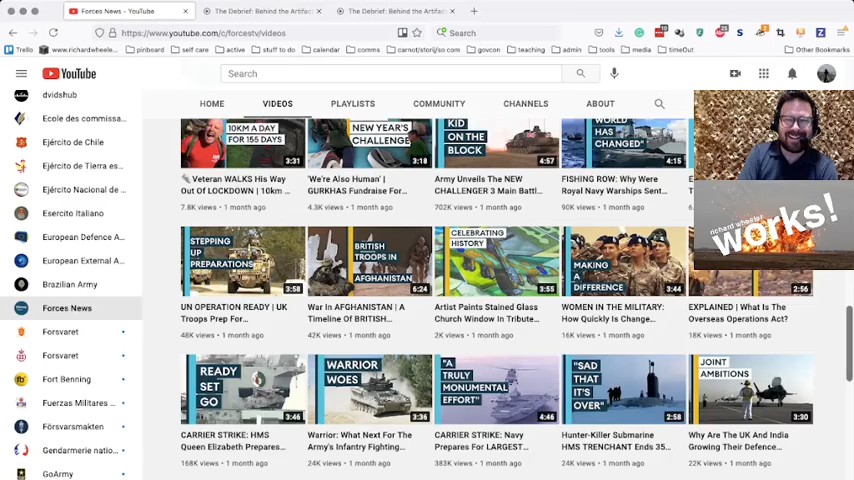 Forces News - YouTube
The Debrief: Behind the Artifac
The Debrief: Behind the Artifac
https://www.youtube.com/c/forcestv/videos
Search
Trello
www.richardwheele...
pinboard
active
stuff to do
calendar
comms
carnot/storij/so com
govcon
teaching
admin
tools
media
timeOut
Other Bookmarks
YouTube
Search
HOME
VIDEOS
PLAYLISTS
COMMUNITY
CHANNELS
ABOUT
dvidshub
Ecole des commissa...
Ejército de Chile
Ejército de Tierra es...
Ejército Nacional de ...
Esercito Italiano
European Defence A...
European External A...
Brazilian Army
Forces News
Forsvaret
Forsvaret
Fort Benning
Fuerzas Militares ...
Försvarsmakten
Gendarmerie natio...
GoArmy
10KM A DAY
FOR 155 DAYS
3:31
Veteran WALKS His Way
Out Of LOCKDOWN | 10km ...
7.8K views • 1 month ago
NEW YEAR'S
CHALLENGE
3:18
'We're Also Human' |
GURKHAS Fundraise For...
4.3K views • 1 month ago
KID
ON THE
BLOCK
4:57
Army Unveils The NEW
CHALLENGER 3 Main Battl...
702K views • 1 month ago
WORLD
HAS
CHANGED"
4:15
FISHING ROW: Why Were
Royal Navy Warships Sent...
90K views • 1 month ago
richard wheeler
works!
STEPPING
UP
PREPARATIONS
3:58
UN OPERATION READY | UK
Troops Prep For...
48K views • 1 month ago
BRITISH
TROOPS IN
AFGHANISTAN
6:24
War In AFGHANISTAN | A
Timeline Of BRITISH...
42K views • 1 month ago
CELEBRATING
HISTORY
3:55
Artist Paints Stained Glass
Church Window In Tribute...
2K views • 1 month ago
MAKING
A
DIFFERENCE
3:44
WOMEN IN THE MILITARY:
How Quickly Is Change...
16K views • 1 month ago
2:56
EXPLAINED | What Is The
Overseas Operations Act?
18K views • 1 month ago
READY
SET
GO
3:46
CARRIER STRIKE: HMS
Queen Elizabeth Prepares...
168K views • 1 month ago
WARRIOR
WOES
3:36
Warrior: What Next For The
Army's Infantry Fighting...
24K views • 1 month ago
"A
TRULY
MONUMENTAL
EFFORT"
4:46
CARRIER STRIKE: Navy
Prepares For LARGEST...
383K views • 1 month ago
"SAD
THAT
IT'S
OVER"
2:58
Hunter-Killer Submarine
HMS TRENCHANT Ends 35...
24K views • 1 month ago
JOINT
AMBITIONS
3:30
Why Are The UK And India
Growing Their Defence...
22K views • 1 month ago